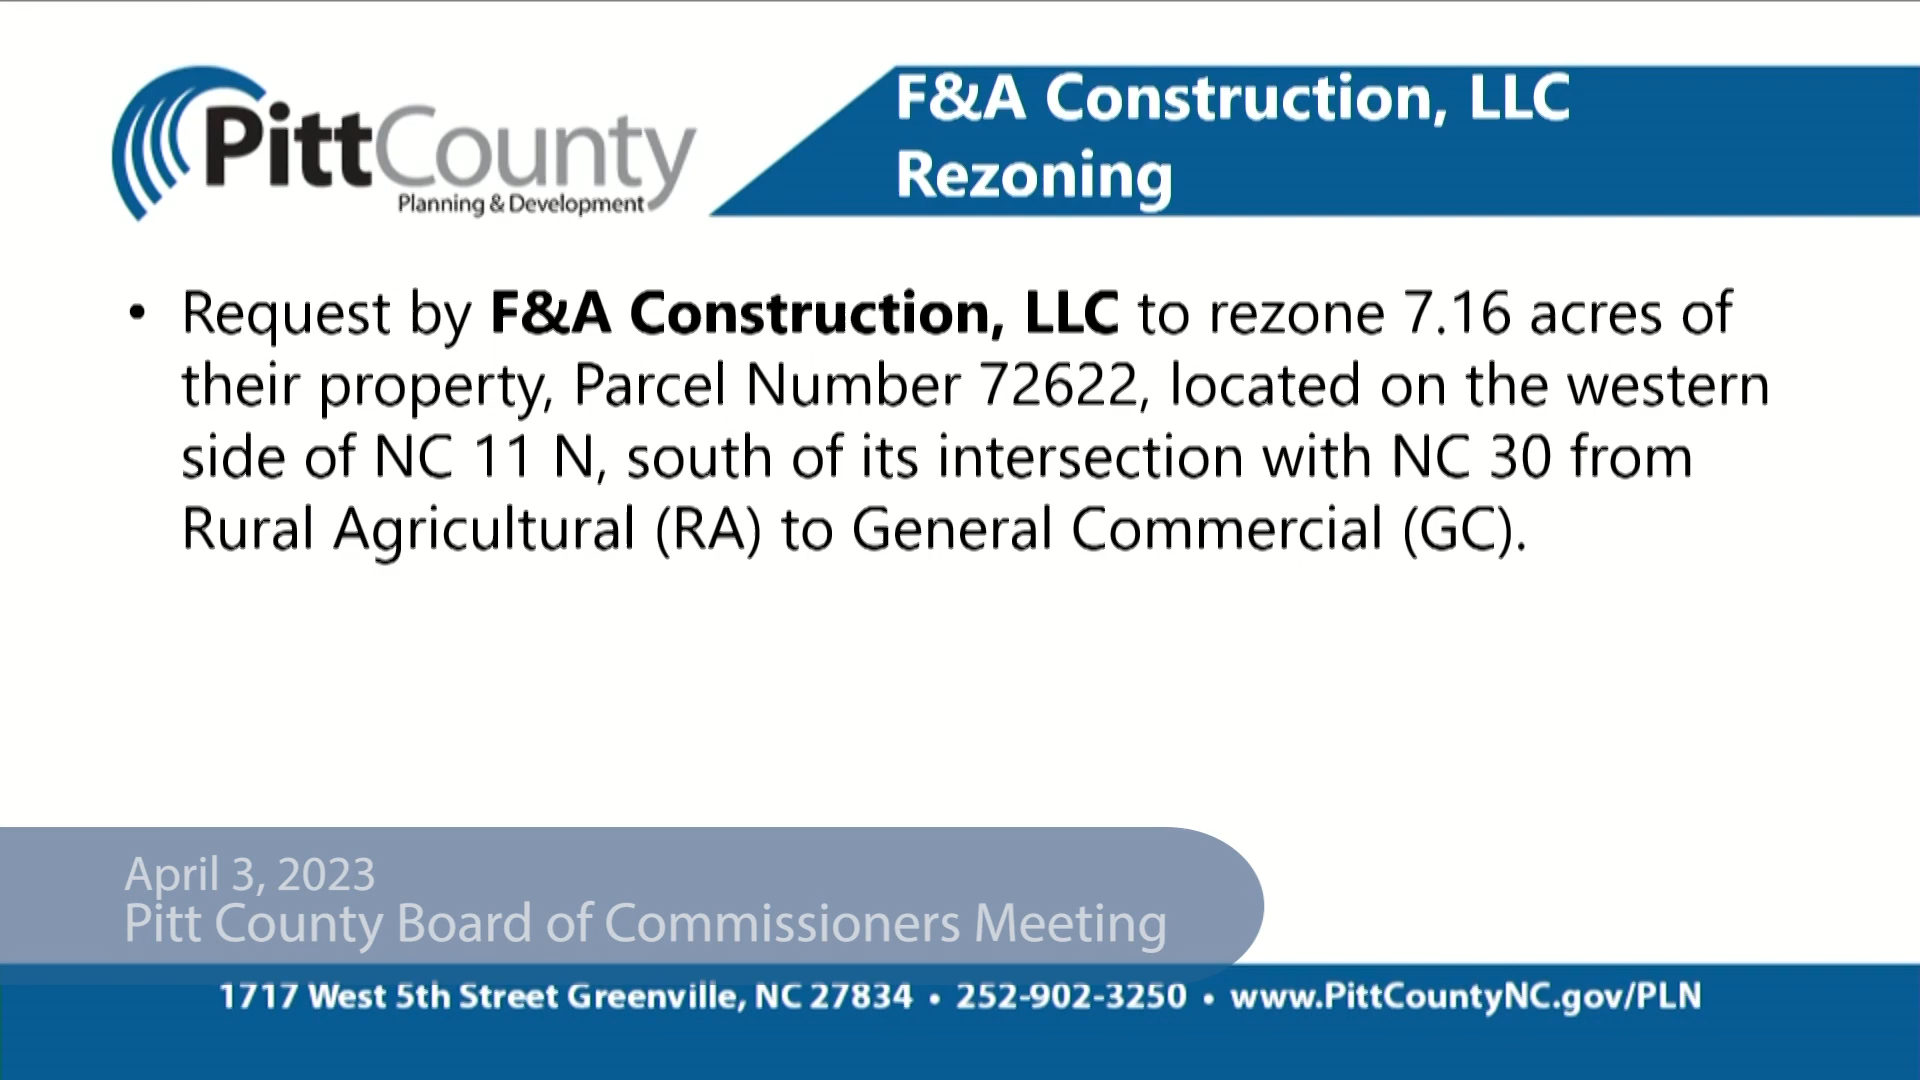 PittCounty
Planning & Development
F&A Construction, LLC
Rezoning
• Request by F&A Construction, LLC to rezone 7.16 acres of
their property, Parcel Number 72622, located on the western
side of NC 11 N, south of its intersection with NC 30 from
Rural Agricultural (RA) to General Commercial (GC).
April 3, 2023
Pitt County Board of Commissioners Meeting
1717 West 5th Street Greenville, NC 27834 • 252-902-3250 • www.PittCountyNC.gov/PLN